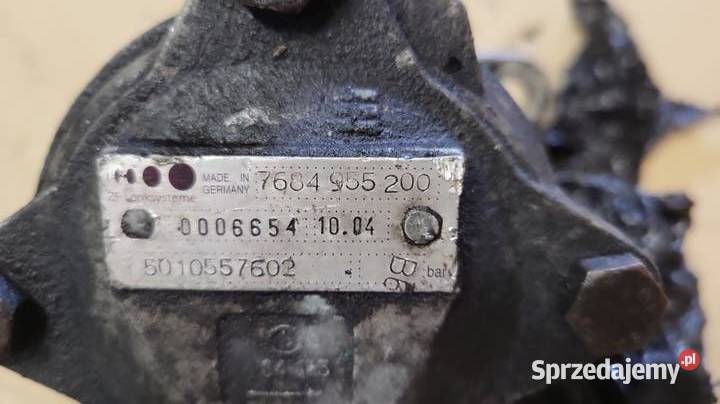 MADE IN
GERMANY
7684 955 200
ZF Lenksysteme
0006654 10.04
5010557602
bar
Sprzedajemy.pl